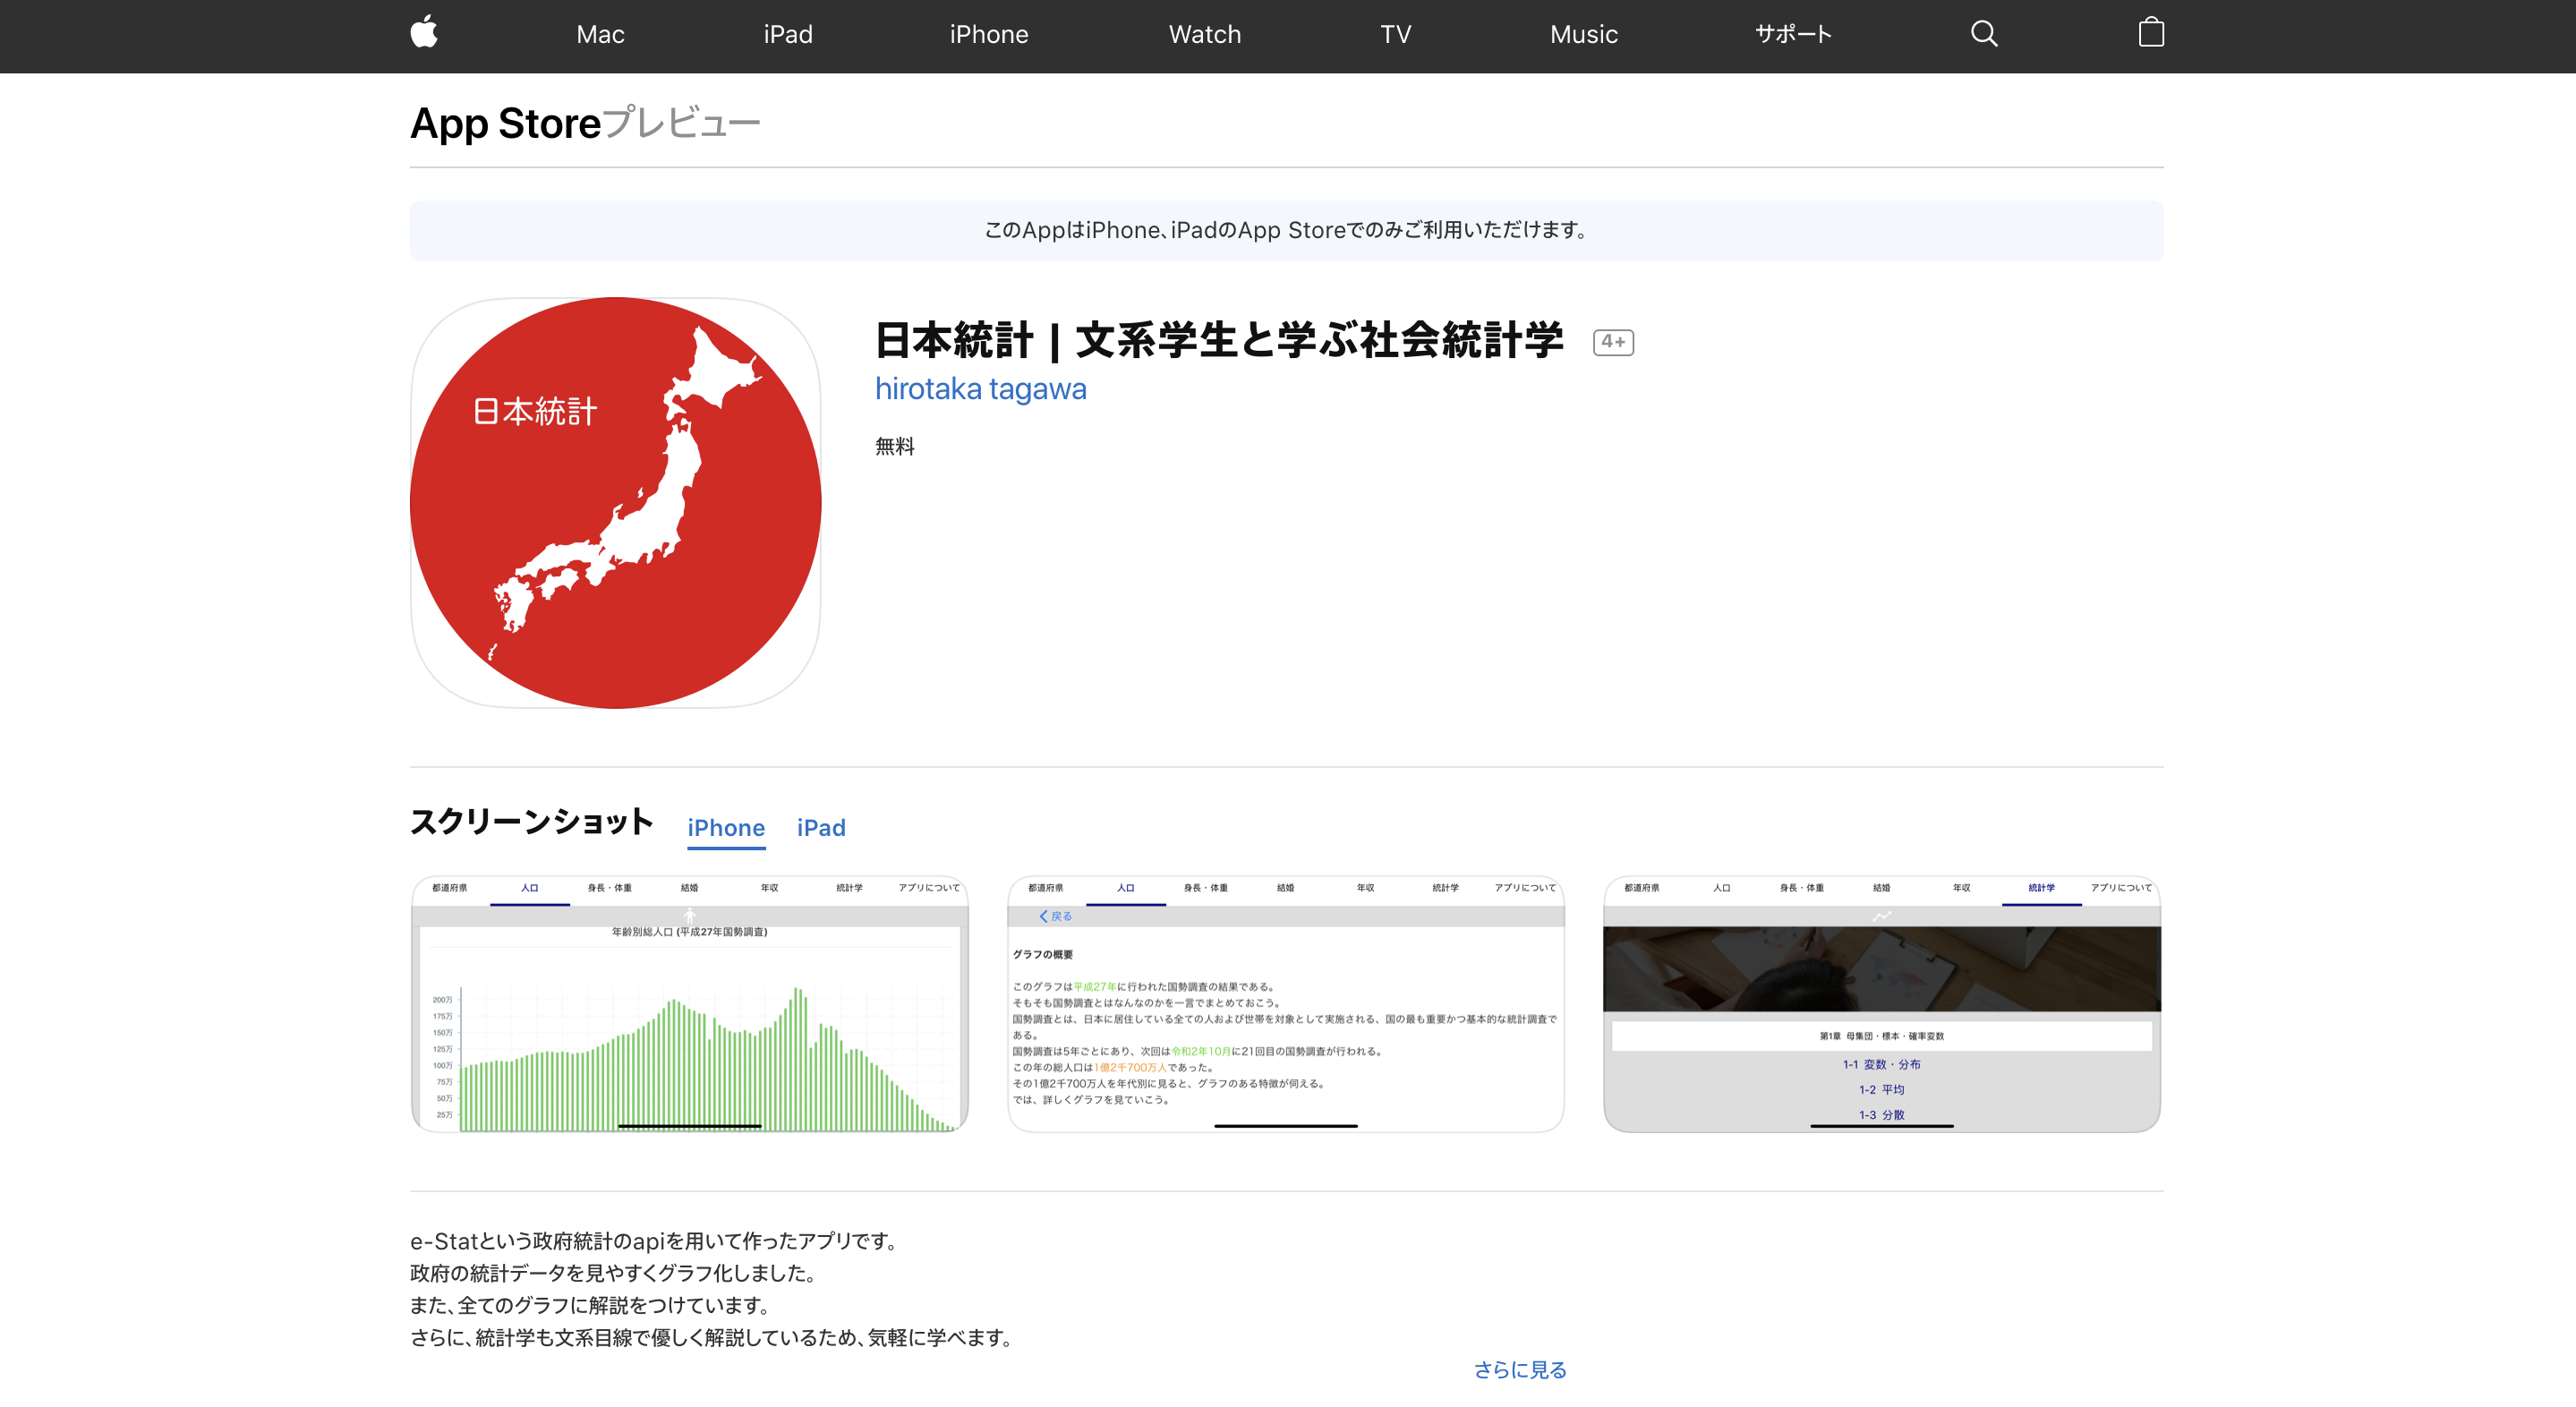 Mac iPad iPhone Watch TV Music サポート
App Storeプレビュー
このAppはiPhone、iPadのApp Storeでのみご利用いただけます。
日本統計
日本統計 | 文系学生と学ぶ社会統計学 4+
hirotaka tagawa
無料
スクリーンショット iPhone iPad
都道府県 人口 身長・体重 結婚 年収 統計学 アプリについて
年齢別総人口 (平成27年国勢調査)
200万
175万
150万
125万
100万
75万
50万
25万
都道府県 人口 身長・体重 結婚 年収 統計学 アプリについて
戻る
グラフの概要
このグラフは平成27年に行われた国勢調査の結果である。
そもそも国勢調査とはなんなのかを一言でまとめておこう。
国勢調査とは、日本に居住している全ての人および世帯を対象として実施される、国の最も重要かつ基本的な統計調査で
ある。
国勢調査は5年ごとにあり、次回は令和2年10月に21回目の国勢調査が行われる。
この年の総人口は1億2千700万人であった。
その1億2千700万人を年代別に見ると、グラフのある特徴が伺える。
では、詳しくグラフを見ていこう。
都道府県 人口 身長・体重 結婚 年収 統計学 アプリについて
第1章 母集団・標本・確率変数
1-1 変数・分布
1-2 平均
1-3 分散
e-Statという政府統計のapiを用いて作ったアプリです。
政府の統計データを見やすくグラフ化しました。
また、全てのグラフに解説をつけています。
さらに、統計学も文系目線で優しく解説しているため、気軽に学べます。
さらに見る